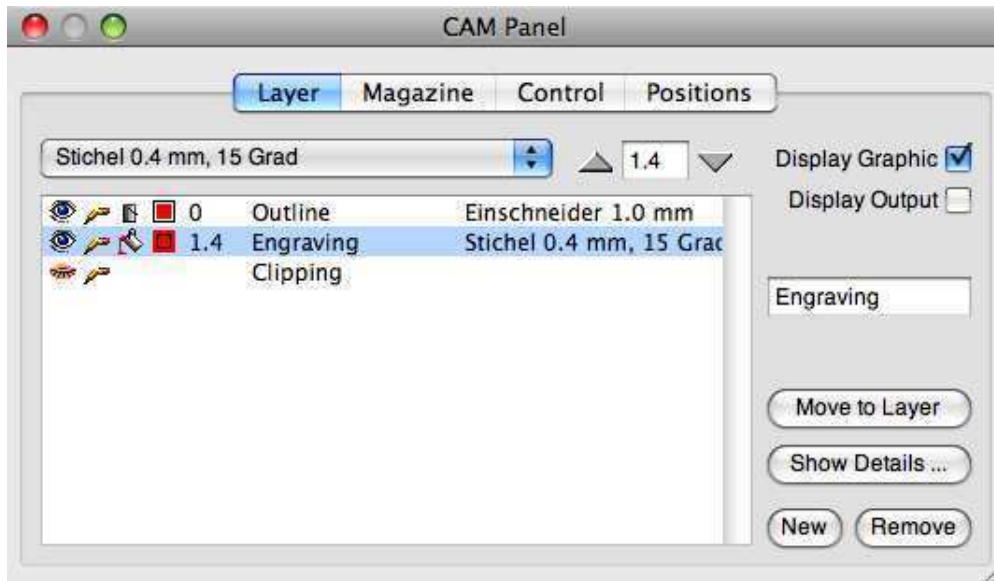 CAM Panel
Layer Magazine Control Positions
Stichel 0.4 mm, 15 Grad 1,4 Display Graphic
Display Output
0 Outline Einschneider 1.0 mm
1.4 Engraving Stichel 0.4 mm, 15 Grad
Clipping
Engraving
Move to Layer
Show Details ...
New Remove